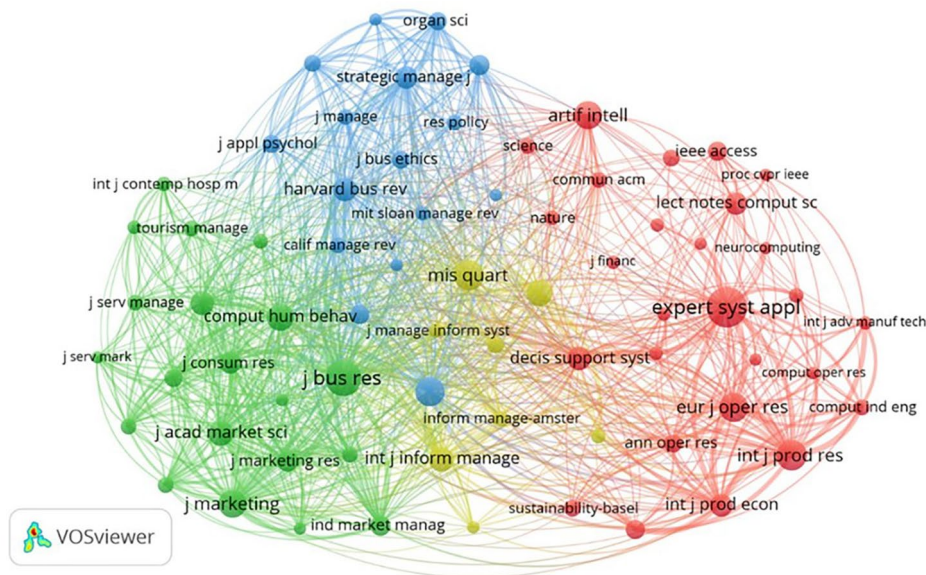 organ sci
strategic manage j
j manage
res policy
artif intell
j appl psychol
science
ieee access
j bus ethics
proc cvpr ieee
int j contemp hosp m
commun acm
harvard bus rev
lect notes comput sc
mit sloan manage rev
nature
tourism manage
calif manage rev
neurocomputing
j financ
mis quart
j serv manage
expert syst appl
comput hum behav
int j adv manuf tech
j manage inform syst
j serv mark
decis support syst
j consum res
comput oper res
j bus res
eur j oper res
comput ind eng
inform manage-amster
j acad market sci
ann oper res
j marketing res
int j inform manage
int j prod res
j marketing
sustainability-basel
int j prod econ
ind market manag
VOSviewer